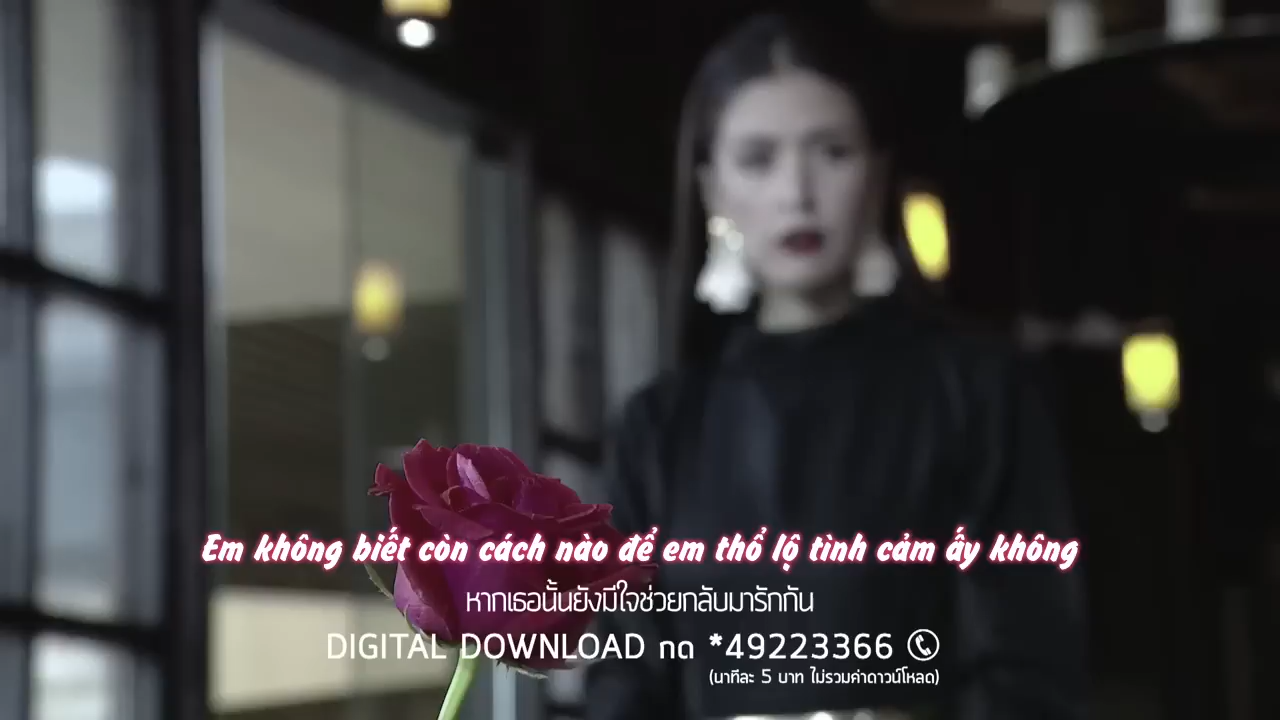 Em không biết còn cách nào để em thổ lộ tình cảm ấy không
หากเธอนั้นยังมีใจช่วยกลับมารักกัน
DIGITAL DOWNLOAD กด *49223366
(นาทีละ 5 บาท ไม่รวมค่าดาวน์โหลด)